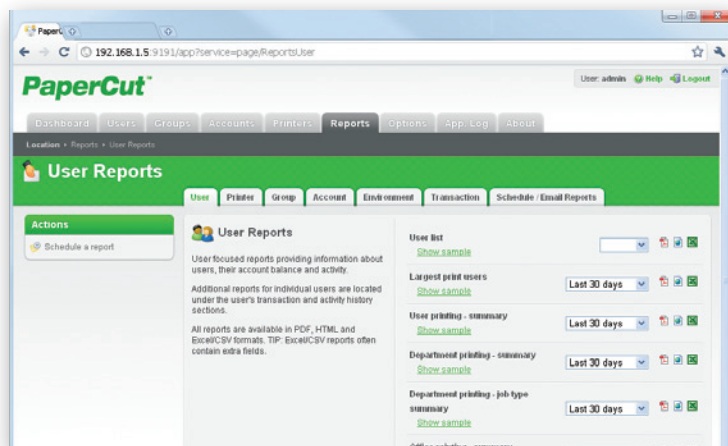 PaperC
192.168.1.5:9191/app?service=page/ReportsUser
PaperCut™
User: admin Help Logout
Dashboard Users Groups Accounts Printers Reports Options App. Log About
Location Reports User Reports
User Reports
User Printer Group Account Environment Transaction Schedule / Email Reports
Actions
Schedule a report
User Reports
User focused reports providing information about
users, their account balance and activity.
Additional reports for individual users are located
under the user's transaction and activity history
sections.
All reports are available in PDF, HTML and
Excel/CSV formats. TIP: Excel/CSV reports often
contain extra fields.
User list
Show sample
Largest print users
Show sample
Last 30 days
User printing - summary
Show sample
Last 30 days
Department printing - summary
Show sample
Last 30 days
Department printing - job type
summary
Show sample
Last 30 days